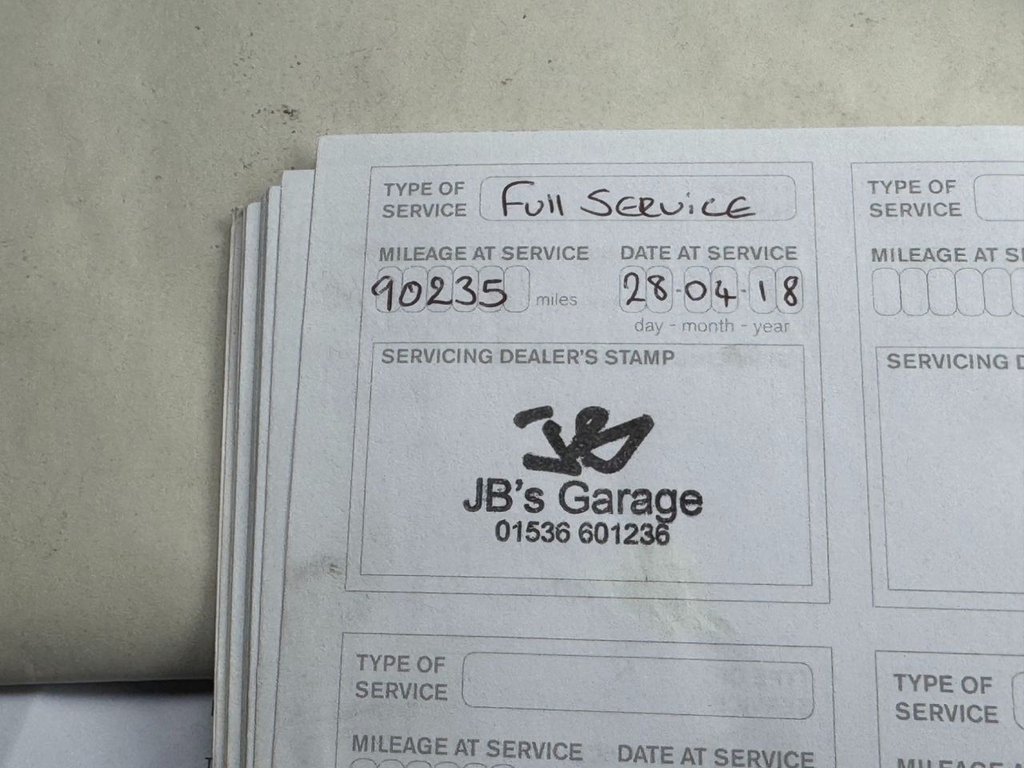 TYPE OF SERVICE Full Service
MILEAGE AT SERVICE DATE AT SERVICE
90235 miles 28-04-18
day - month - year
SERVICING DEALER'S STAMP
JB's
JB's Garage
01536 601236
TYPE OF SERVICE
MILEAGE AT SERVICE DATE AT SERVICE
TYPE OF SERVICE
MILEAGE AT
SERVICING
TYPE OF SERVICE
MILEAGE AT